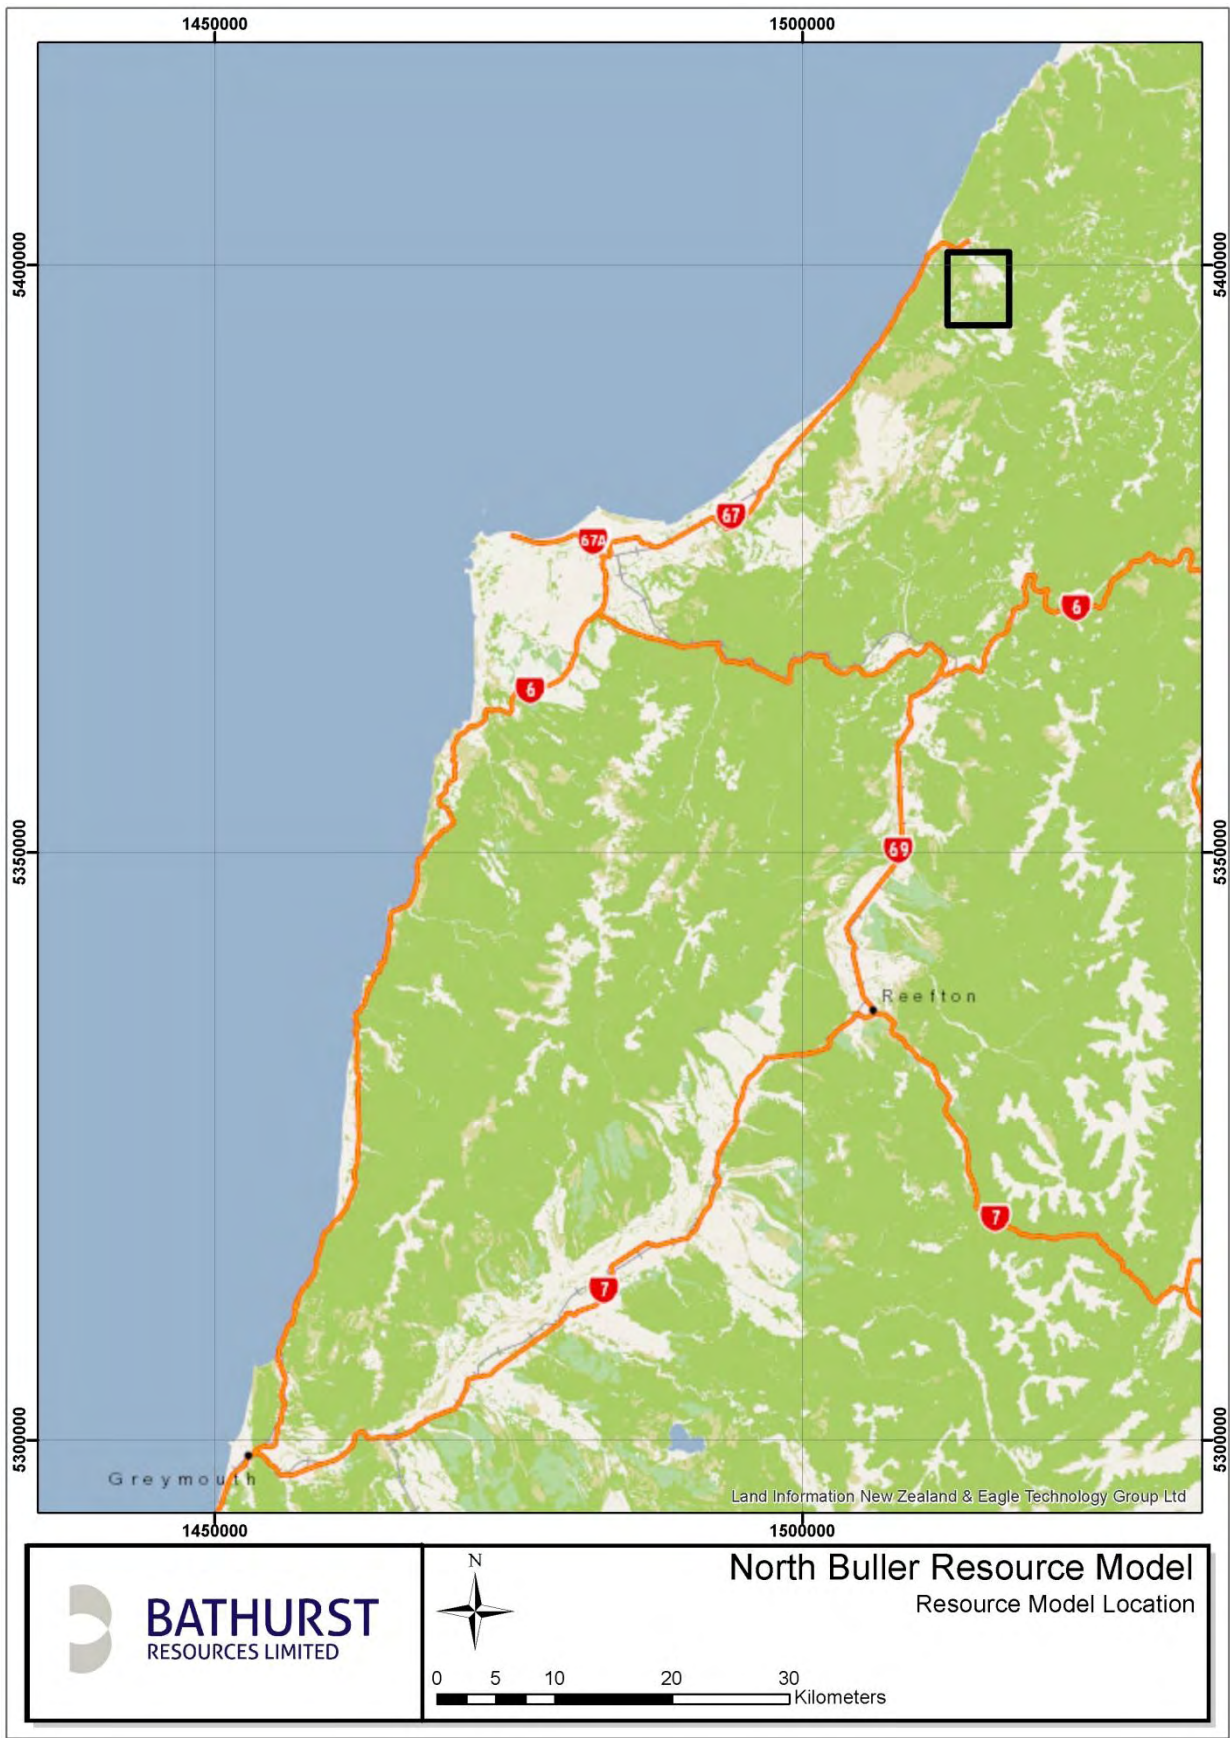 1450000
1500000
5400000
5400000
67
67A
6
6
5350000
5350000
69
Reefton
7
7
5300000
5300000
Greymouth
Land Information New Zealand & Eagle Technology Group Ltd
1450000
1500000
BATHURST
RESOURCES LIMITED
N
North Buller Resource Model
Resource Model Location
0 5 10 20 30
Kilometers